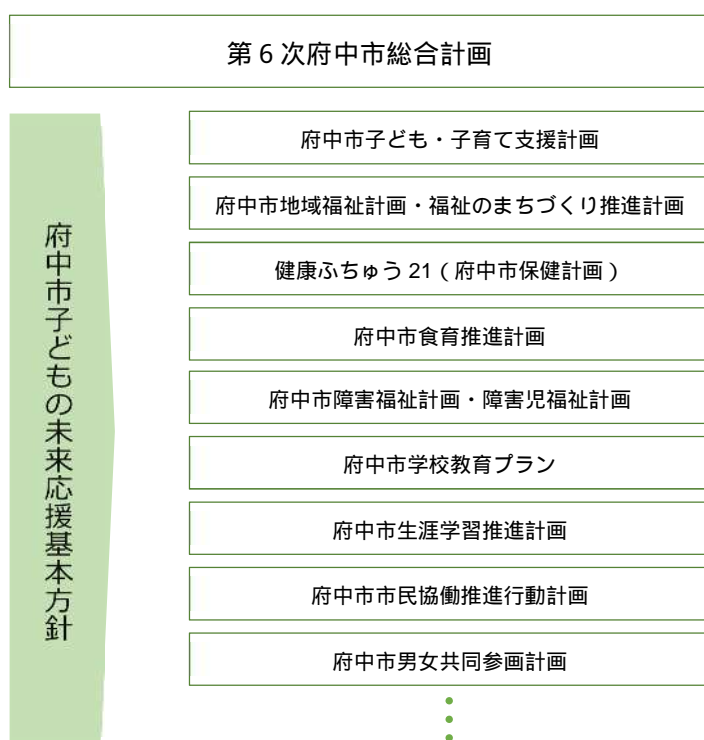 第6次府中市総合計画
府中市子どもの未来応援基本方針
府中市子ども・子育て支援計画
府中市地域福祉計画・福祉のまちづくり推進計画
健康ふちゅう21(府中市保健計画)
府中市食育推進計画
府中市障害福祉計画・障害児福祉計画
府中市学校教育プラン
府中市生涯学習推進計画
府中市市民協働推進行動計画
府中市男女共同参画計画